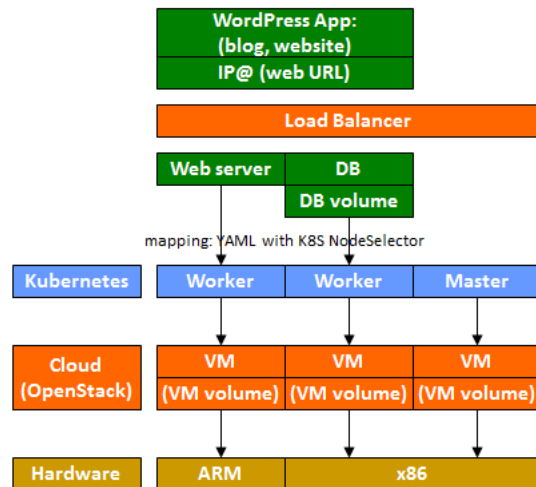 WordPress App:
(blog, website)
IP@ (web URL)
Load Balancer
Web server DB
DB volume
mapping: YAML with K8S NodeSelector
Kubernetes Worker Worker Master
Cloud
(OpenStack)
VM VM VM
(VM volume) (VM volume) (VM volume)
Hardware ARM x86